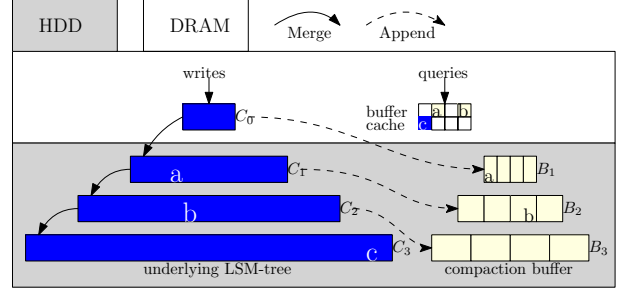 HDD DRAM Merge Append
writes queries
buffer cache
a b
c
C0
a C1 a B1
b C2 b B2
c C3 B3
underlying LSM-tree compaction buffer